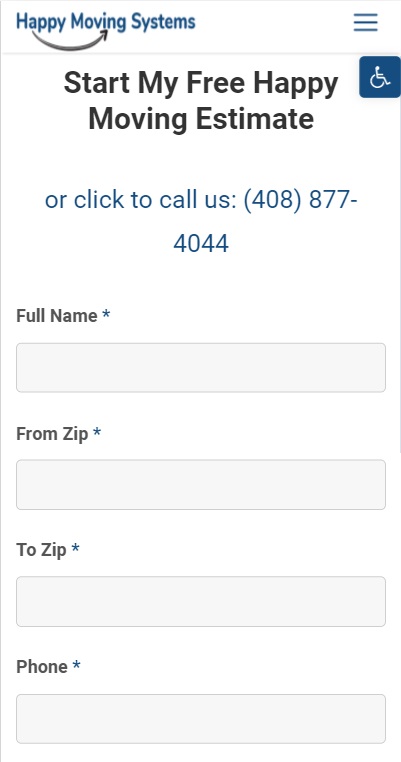 Happy Moving Systems
Start My Free Happy
Moving Estimate
or click to call us: (408) 877-
4044
Full Name *
From Zip *
To Zip *
Phone *